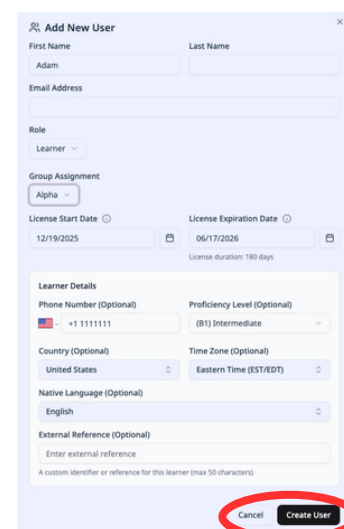 Add New User
First Name Last Name
Adam
Email Address
Role
Learner
Group Assignment
Alpha
License Start Date License Expiration Date
12/19/2025 06/17/2026
License duration: 180 days
Learner Details
Phone Number (Optional) Proficiency Level (Optional)
+1 1111111 (B1) Intermediate
Country (Optional) Time Zone (Optional)
United States Eastern Time (EST/EDT)
Native Language (Optional)
English
External Reference (Optional)
Enter external reference
A custom identifier or reference for this learner (max 50 characters)
Cancel Create User